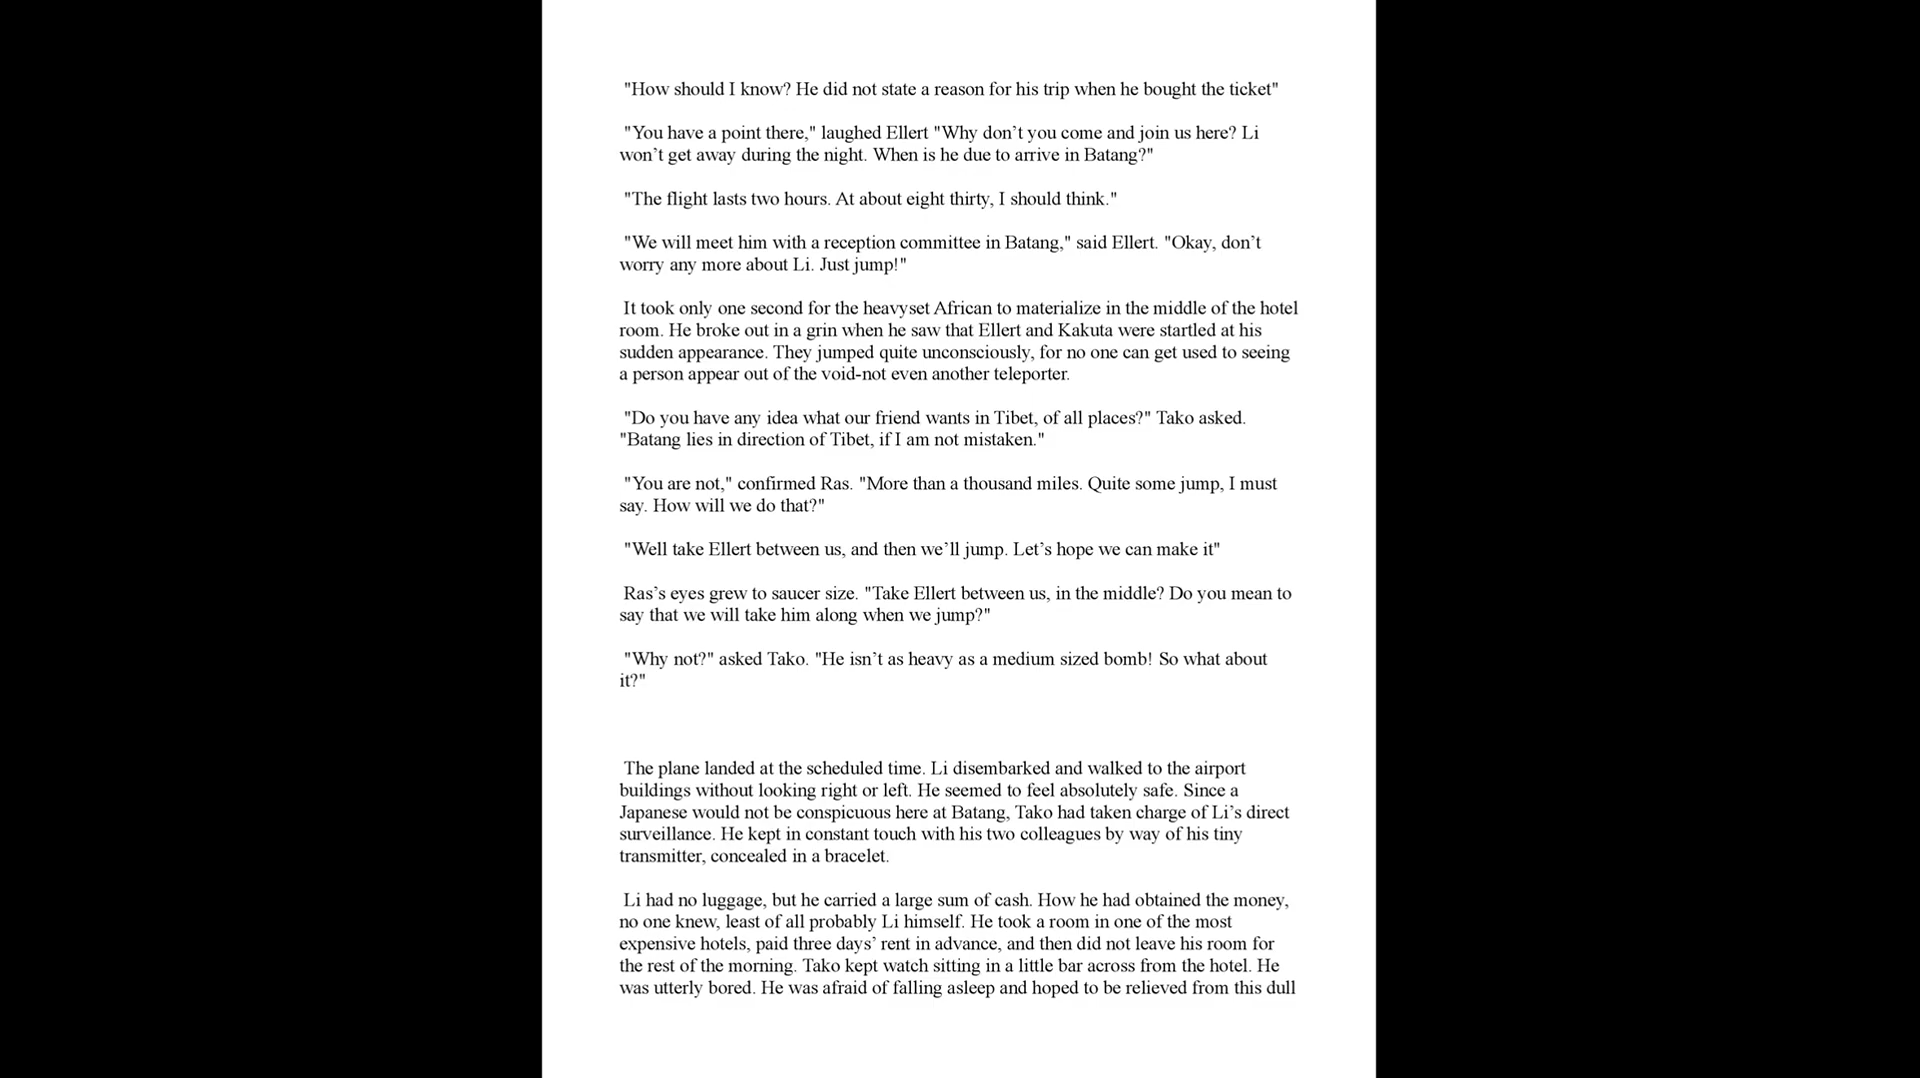 "How should I know? He did not state a reason for his trip when he bought the ticket"
"You have a point there," laughed Ellert "Why don’t you come and join us here? Li
won’t get away during the night. When is he due to arrive in Batang?"
"The flight lasts two hours. At about eight thirty, I should think."
"We will meet him with a reception committee in Batang," said Ellert. "Okay, don’t
worry any more about Li. Just jump!"
It took only one second for the heavyset African to materialize in the middle of the hotel
room. He broke out in a grin when he saw that Ellert and Kakuta were startled at his
sudden appearance. They jumped quite unconsciously, for no one can get used to seeing
a person appear out of the void-not even another teleporter.
"Do you have any idea what our friend wants in Tibet, of all places?" Tako asked.
"Batang lies in direction of Tibet, if I am not mistaken."
"You are not," confirmed Ras. "More than a thousand miles. Quite some jump, I must
say. How will we do that?"
"Well take Ellert between us, and then we’ll jump. Let’s hope we can make it"
Ras’s eyes grew to saucer size. "Take Ellert between us, in the middle? Do you mean to
say that we will take him along when we jump?"
"Why not?" asked Tako. "He isn’t as heavy as a medium sized bomb! So what about
it?"
The plane landed at the scheduled time. Li disembarked and walked to the airport
buildings without looking right or left. He seemed to feel absolutely safe. Since a
Japanese would not be conspicuous here at Batang, Tako had taken charge of Li’s direct
surveillance. He kept in constant touch with his two colleagues by way of his tiny
transmitter, concealed in a bracelet.
Li had no luggage, but he carried a large sum of cash. How he had obtained the money,
no one knew, least of all probably Li himself. He took a room in one of the most
expensive hotels, paid three days’ rent in advance, and then did not leave his room for
the rest of the morning. Tako kept watch sitting in a little bar across from the hotel. He
was utterly bored. He was afraid of falling asleep and hoped to be relieved from this dull